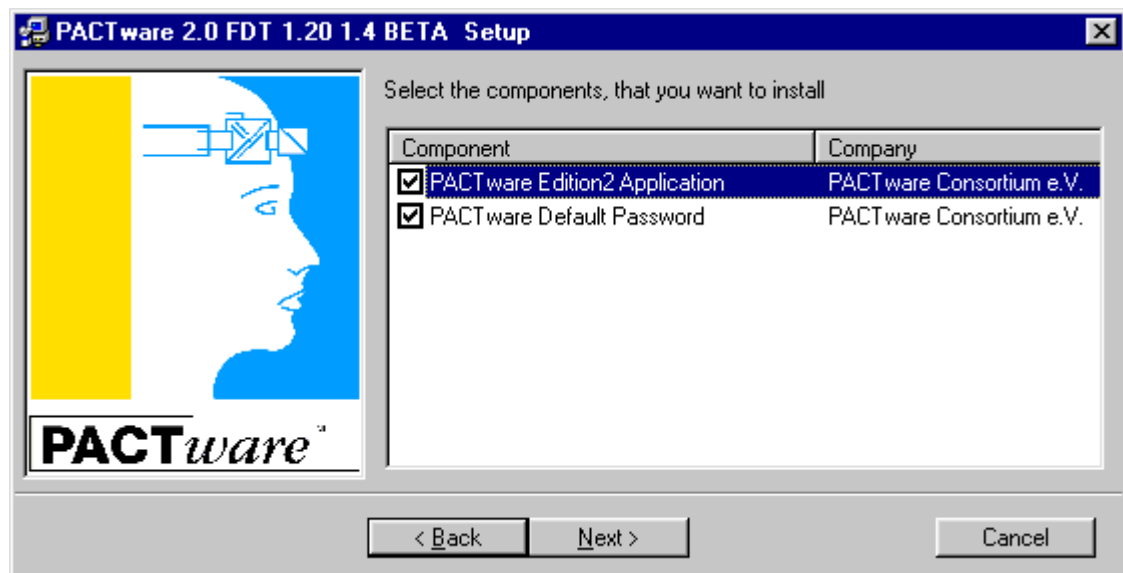 PACTware 2.0 FDT 1.20 1.4 BETA Setup
Select the components, that you want to install
Component Company
PACTware Edition2 Application PACTware Consortium e.V.
PACTware Default Password PACTware Consortium e.V.
PACTware™
< Back Next > Cancel